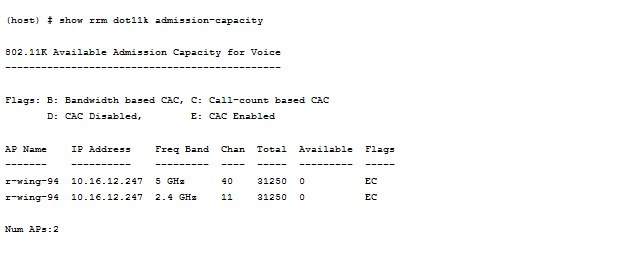 (host) # show rrm dot11k admission-capacity
802.11K Available Admission Capacity for Voice
----------------------------------------------
Flags: B: Bandwidth based CAC, C: Call-count based CAC
D: CAC Disabled, E: CAC Enabled
AP Name IP Address Freq Band Chan Total Available Flags
------- ---------- --------- ---- ----- --------- -----
r-wing-94 10.16.12.247 5 GHz 40 31250 0 EC
r-wing-94 10.16.12.247 2.4 GHz 11 31250 0 EC
Num APs:2